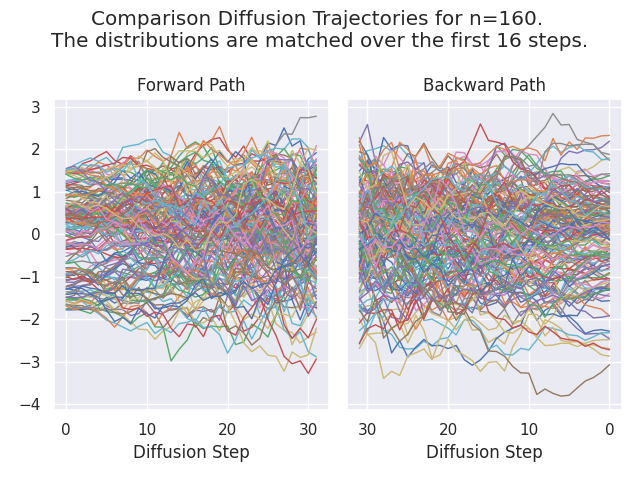 Comparison Diffusion Trajectories for n=160.
The distributions are matched over the first 16 steps.
Forward Path
Backward Path
3
2
1
0
−1
−2
−3
−4
0 10 20 30
30 20 10 0
Diffusion Step
Diffusion Step